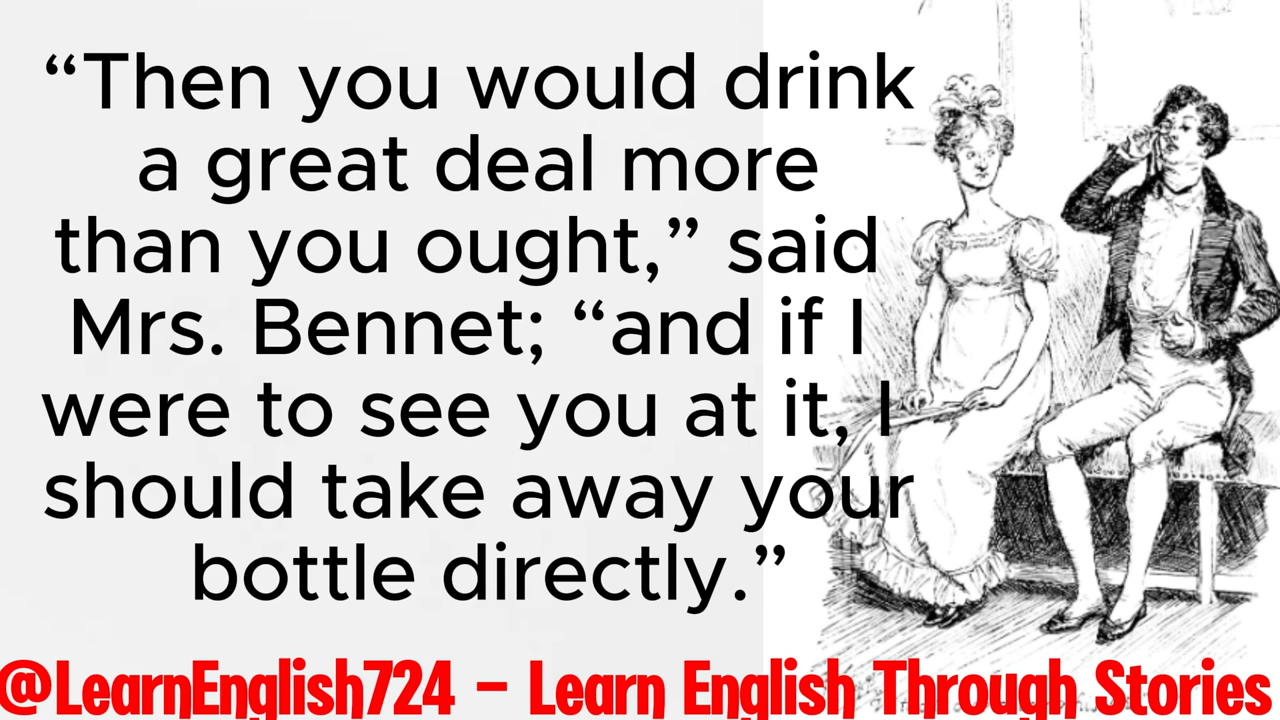 “Then you would drink
a great deal more
than you ought,” said
Mrs. Bennet; “and if I
were to see you at it, I
should take away your
bottle directly.”
@LearnEnglish724 – Learn English Through Stories